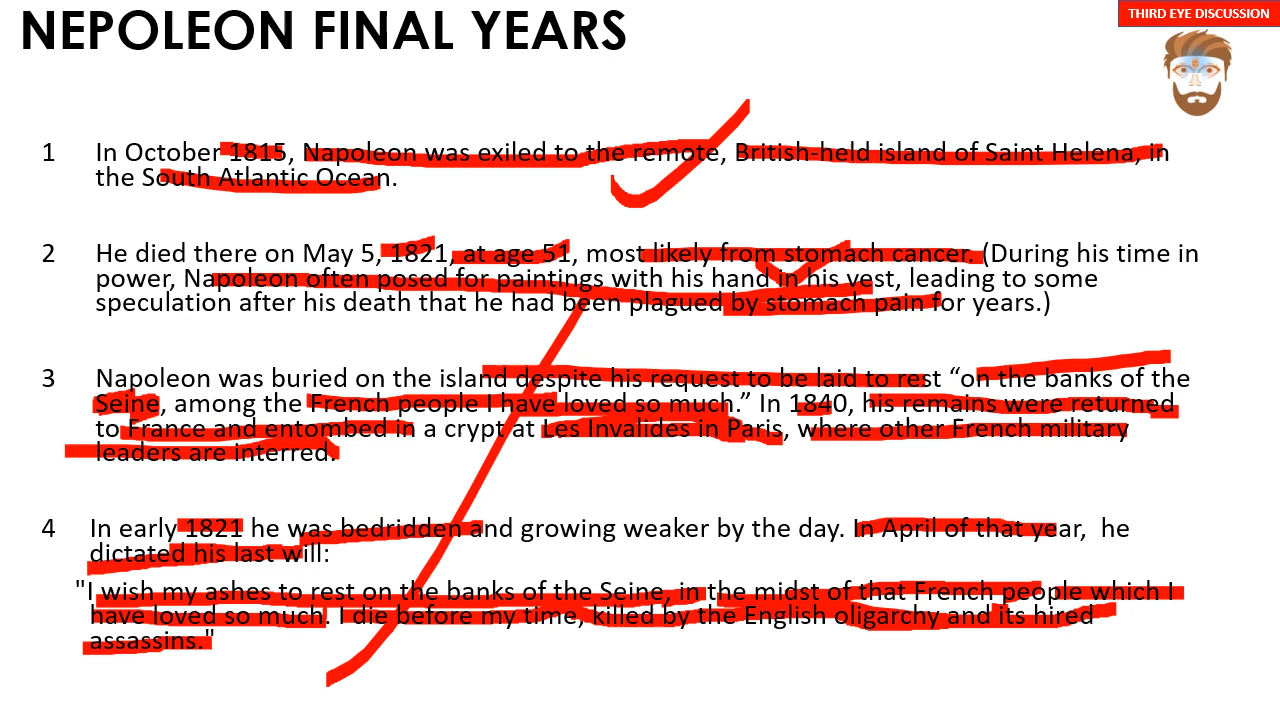 NEPOLEON FINAL YEARS
THIRD EYE DISCUSSION
1 In October 1815, Napoleon was exiled to the remote, British-held island of Saint Helena, in
the South Atlantic Ocean.
2 He died there on May 5, 1821, at age 51, most likely from stomach cancer. (During his time in
power, Napoleon often posed for paintings with his hand in his vest, leading to some
speculation after his death that he had been plagued by stomach pain for years.)
3 Napoleon was buried on the island despite his request to be laid to rest “on the banks of the
Seine, among the French people I have loved so much.” In 1840, his remains were returned
to France and entombed in a crypt at Les Invalides in Paris, where other French military
leaders are interred.
4 In early 1821 he was bedridden and growing weaker by the day. In April of that year, he
dictated his last will:
"I wish my ashes to rest on the banks of the Seine, in the midst of that French people which I
have loved so much. I die before my time, killed by the English oligarchy and its hired
assassins."